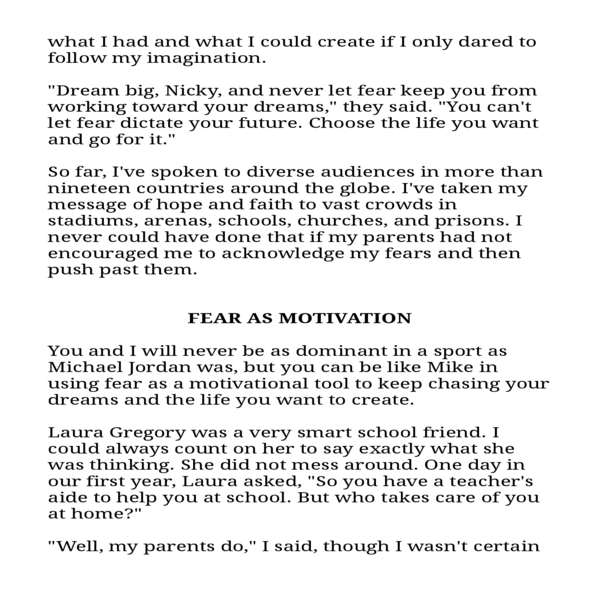 what I had and what I could create if I only dared to
follow my imagination.
"Dream big, Nicky, and never let fear keep you from
working toward your dreams," they said. "You can't
let fear dictate your future. Choose the life you want
and go for it."
So far, I've spoken to diverse audiences in more than
nineteen countries around the globe. I've taken my
message of hope and faith to vast crowds in
stadiums, arenas, schools, churches, and prisons. I
never could have done that if my parents had not
encouraged me to acknowledge my fears and then
push past them.
FEAR AS MOTIVATION
You and I will never be as dominant in a sport as
Michael Jordan was, but you can be like Mike in
using fear as a motivational tool to keep chasing your
dreams and the life you want to create.
Laura Gregory was a very smart school friend. I
could always count on her to say exactly what she
was thinking. She did not mess around. One day in
our first year, Laura asked, "So you have a teacher's
aide to help you at school. But who takes care of you
at home?"
"Well, my parents do," I said, though I wasn't certain